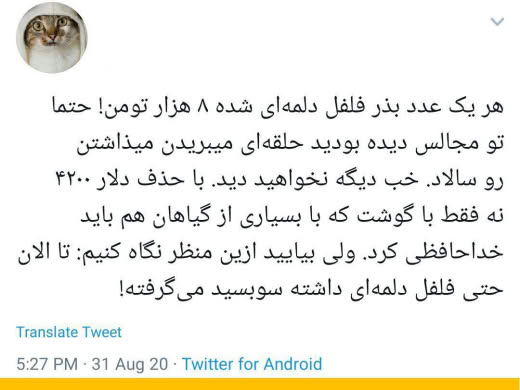 هر یک عدد بذر فلفل دلمه‌ای شده ۸ هزار تومن! حتما
تو مجالس دیده بودید حلقه‌ای میبریدن میذاشتن
رو سالاد. خب دیگه نخواهید دید. با حذف دلار ۴۲۰۰
نه فقط با گوشت که با بسیاری از گیاهان هم باید
خداحافظی کرد. ولی بیایید ازین منظر نگاه کنیم: تا الان
حتی فلفل دلمه‌ای داشته سوبسید می‌گرفته!
Translate Tweet
5:27 PM · 31 Aug 20 · Twitter for Android